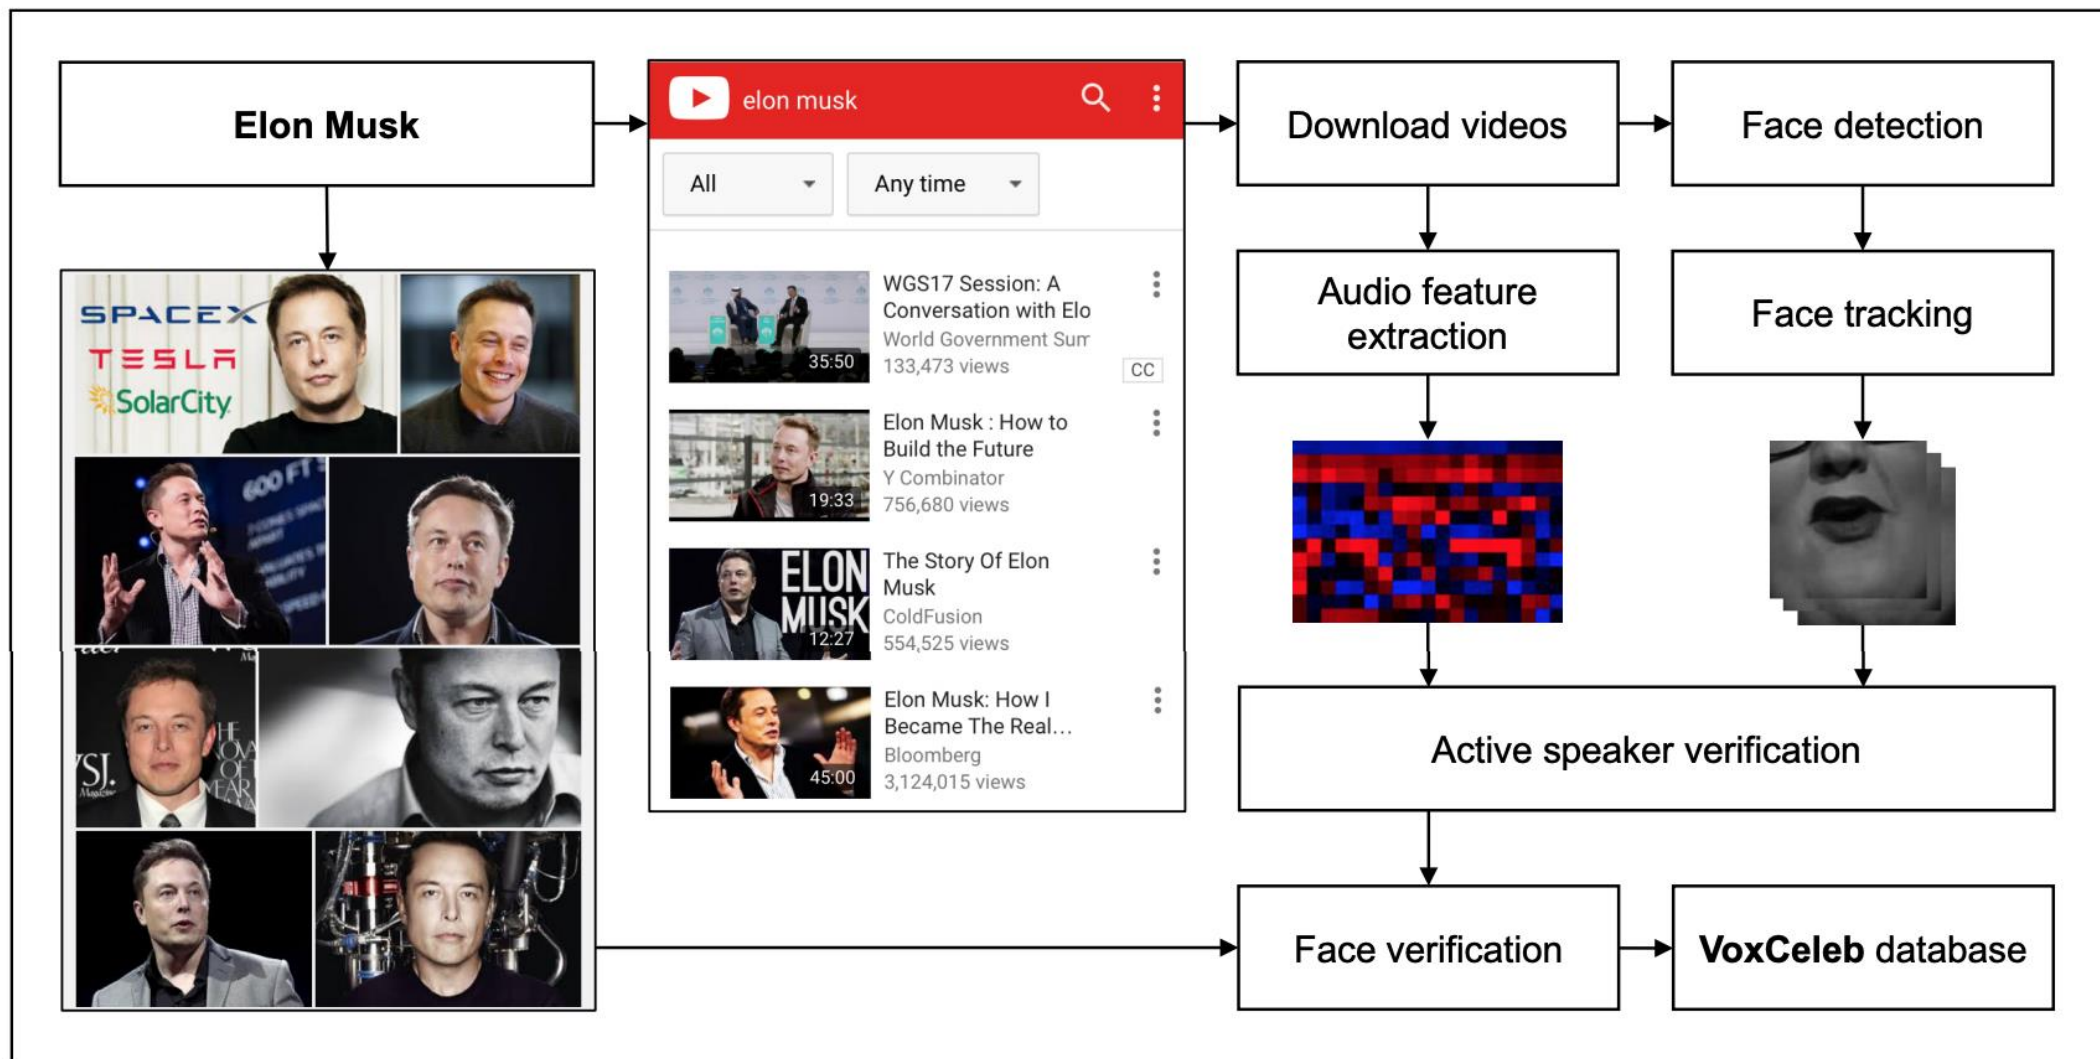 Elon Musk
SPACEX
TESLA
SolarCity
600 FT
WSJ.
Magazine
elon musk
All
Any time
WGS17 Session: A
Conversation with Elo
World Government Sum
133,473 views
CC
35:50
Elon Musk : How to
Build the Future
Y Combinator
756,680 views
19:33
ELON
MUSK
12:27
The Story Of Elon
Musk
ColdFusion
554,525 views
Elon Musk: How I
Became The Real...
Bloomberg
3,124,015 views
45:00
Download videos
Face detection
Audio feature
extraction
Face tracking
Active speaker verification
Face verification
VoxCeleb database